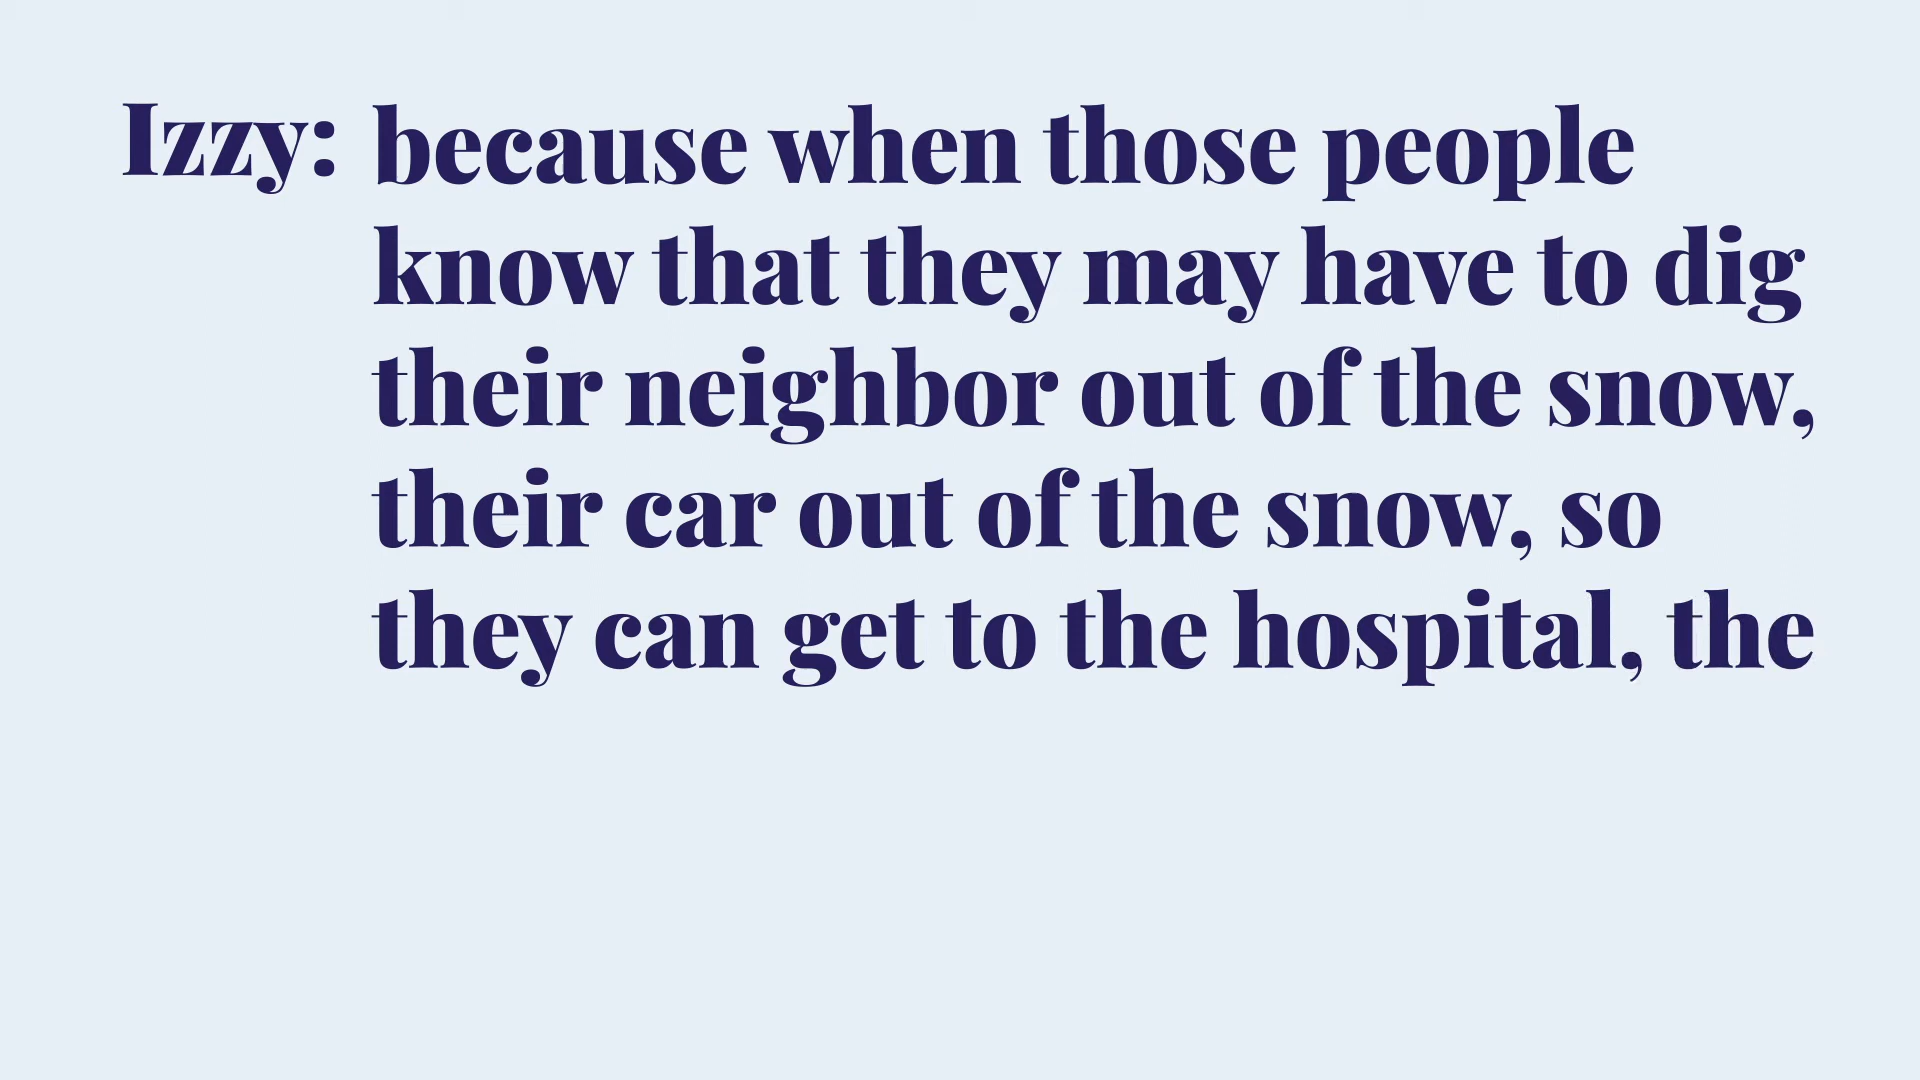 Izzy: because when those people
know that they may have to dig
their neighbor out of the snow,
their car out of the snow, so
they can get to the hospital, the